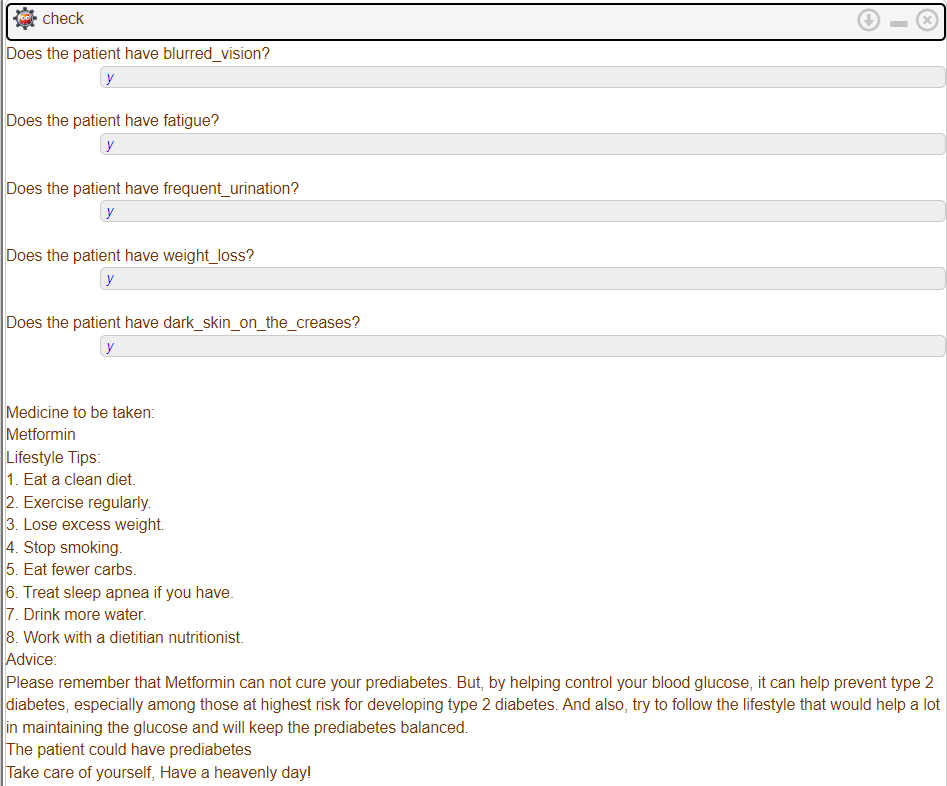 check
Does the patient have blurred_vision?
y
Does the patient have fatigue?
y
Does the patient have frequent_urination?
y
Does the patient have weight_loss?
y
Does the patient have dark_skin_on_the_creases?
y
Medicine to be taken:
Metformin
Lifestyle Tips:
1. Eat a clean diet.
2. Exercise regularly.
3. Lose excess weight.
4. Stop smoking.
5. Eat fewer carbs.
6. Treat sleep apnea if you have.
7. Drink more water.
8. Work with a dietitian nutritionist.
Advice:
Please remember that Metformin can not cure your prediabetes. But, by helping control your blood glucose, it can help prevent type 2
diabetes, especially among those at highest risk for developing type 2 diabetes. And also, try to follow the lifestyle that would help a lot
in maintaining the glucose and will keep the prediabetes balanced.
The patient could have prediabetes
Take care of yourself, Have a heavenly day!